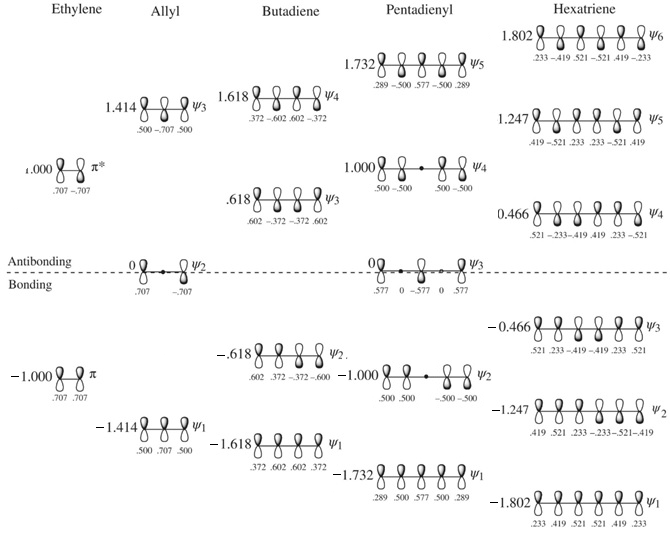 Ethylene Allyl Butadiene Pentadienyl Hexatriene
1.000 π*
.707 –.707
–1.000 π
.707 .707
1.414 ψ3
.500 –.707 .500
0 ψ2
.707 –.707
–1.414 ψ1
.500 .707 .500
1.618 ψ4
.372 –.602 .602 –.372
.618 ψ3
.602 –.372 –.372 .602
–.618 ψ2.
.602 .372 –.372 –.600
–1.618 ψ1
.372 .602 .602 .372
1.732 ψ5
.289 –.500 .577 –.500 .289
1.000 ψ4
.500 –.500 .500 –.500
0 ψ3
.577 0 –.577 0 .577
–1.000 ψ2
.500 .500 –.500 –.500
–1.732 ψ1
.289 .500 .577 .500 .289
1.802 ψ6
.233 –.419 .521 –.521 .419 –.233
1.247 ψ5
.419 –.521 .233 .233 –.521 .419
0.466 ψ4
.521 –.233 –.419 .419 .233 –.521
–0.466 ψ3
.521 .233 –.419 –.419 .233 .521
–1.247 ψ2
.419 .521 .233 –.233 –.521 –.419
–1.802 ψ1
.233 .419 .521 .521 .419 .233
Antibonding
Bonding